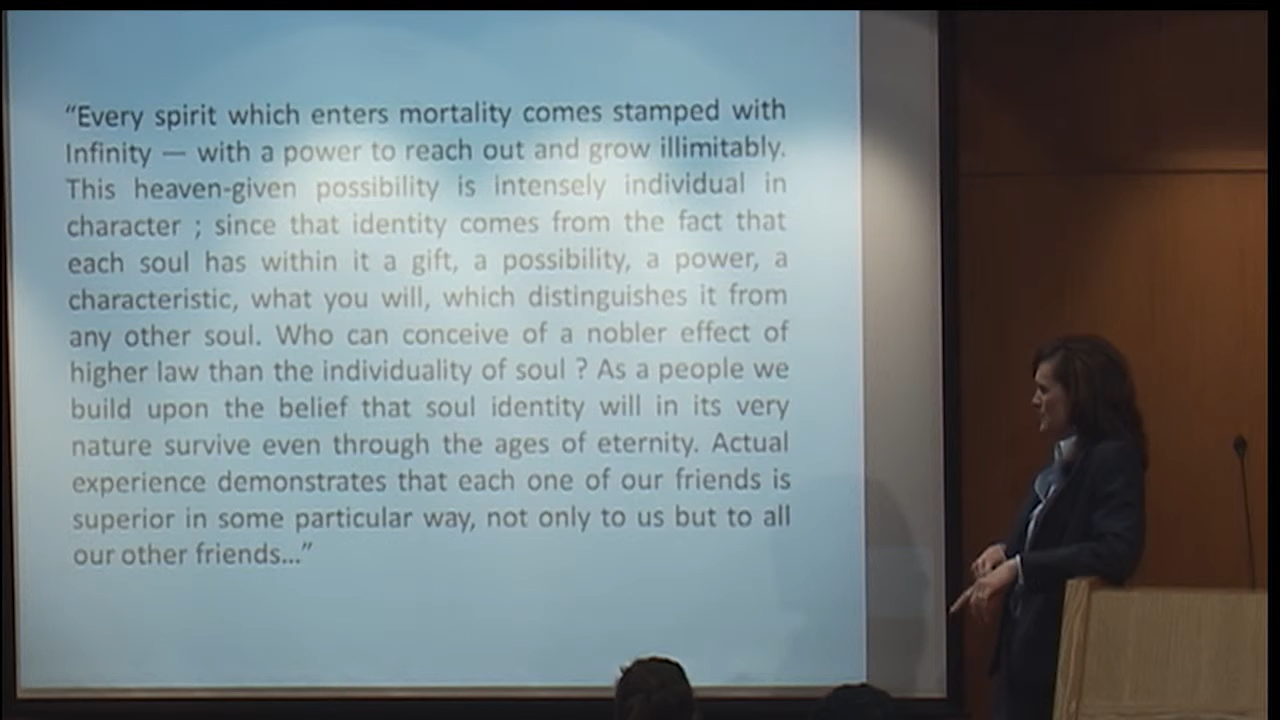 “Every spirit which enters mortality comes stamped with
Infinity — with a power to reach out and grow illimitably.
This heaven-given possibility is intensely individual in
character ; since that identity comes from the fact that
each soul has within it a gift, a possibility, a power, a
characteristic, what you will, which distinguishes it from
any other soul. Who can conceive of a nobler effect of
higher law than the individuality of soul ? As a people we
build upon the belief that soul identity will in its very
nature survive even through the ages of eternity. Actual
experience demonstrates that each one of our friends is
superior in some particular way, not only to us but to all
our other friends...”